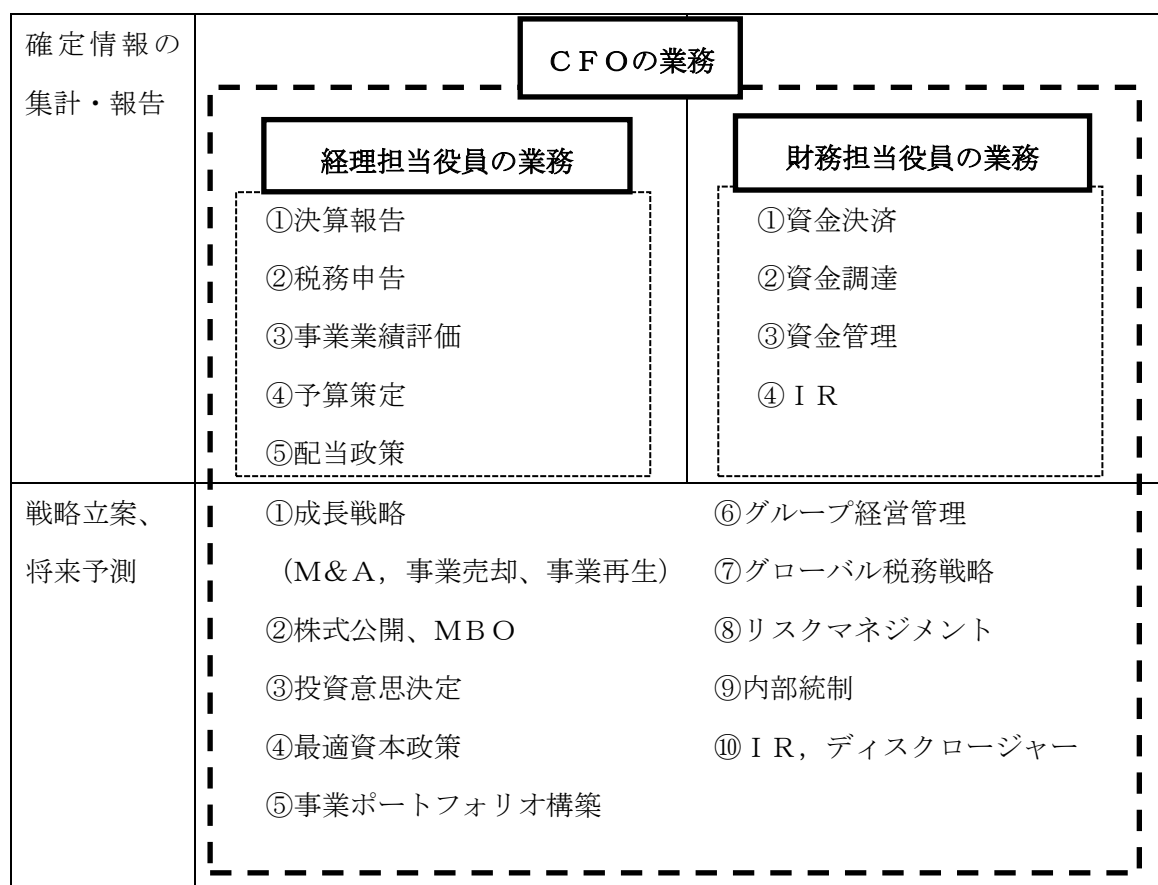 確定情報の
集計・報告
ＣＦＯの業務
経理担当役員の業務
①決算報告
②税務申告
③事業業績評価
④予算策定
⑤配当政策
財務担当役員の業務
①資金決済
②資金調達
③資金管理
④ＩＲ
戦略立案、
将来予測
①成長戦略
（Ｍ＆Ａ，事業売却、事業再生）
②株式公開、ＭＢＯ
③投資意思決定
④最適資本政策
⑤事業ポートフォリオ構築
⑥グループ経営管理
⑦グローバル税務戦略
⑧リスクマネジメント
⑨内部統制
⑩ＩＲ，ディスクロージャー